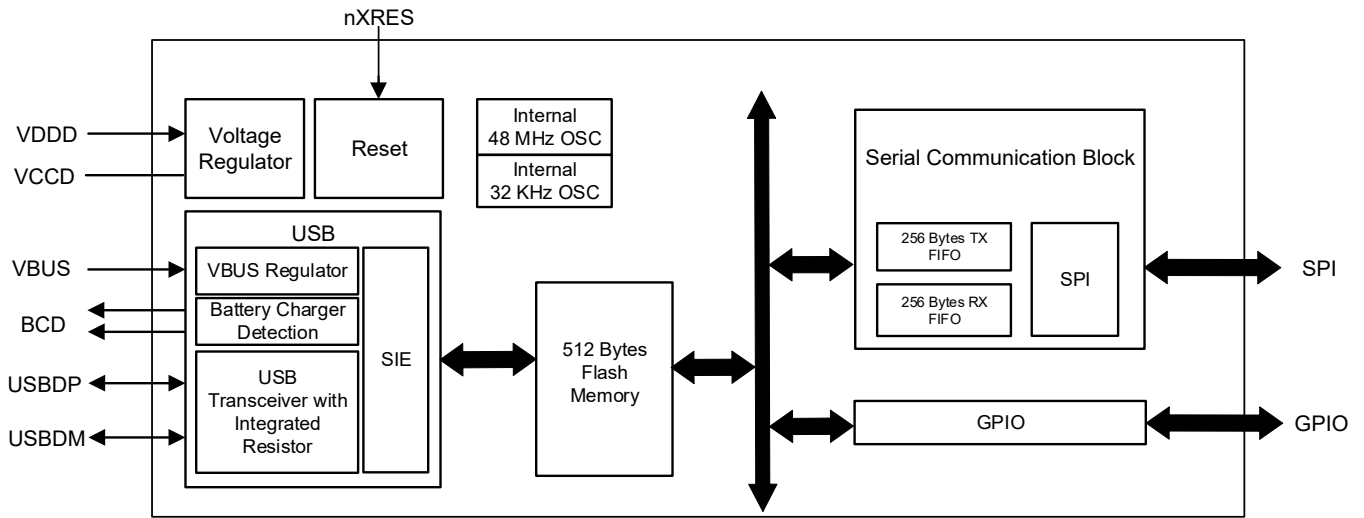 nXRES
VDDD
VCCD
Voltage
Regulator
Reset
Internal
48 MHz OSC
Internal
32 KHz OSC
USB
VBUS
VBUS Regulator
BCD
Battery Charger
Detection
USBDP
USBDM
USB
Transceiver with
Integrated
Resistor
SIE
512 Bytes
Flash
Memory
Serial Communication Block
256 Bytes TX
FIFO
256 Bytes RX
FIFO
SPI
SPI
GPIO
GPIO